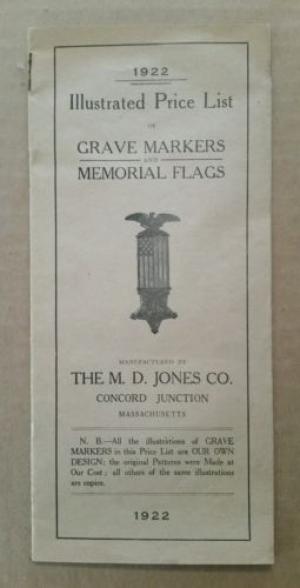 1922
Illustrated Price List
OF
GRAVE MARKERS
AND
MEMORIAL FLAGS
MANUFACTURED BY
THE M. D. JONES CO.
CONCORD JUNCTION
MASSACHUSETTS
N. B.—All the illustrations of GRAVE
MARKERS in this Price List are OUR OWN
DESIGN; the original Pictures were Made at
Our Cost; all others of the same illustrations
are copies.
1922